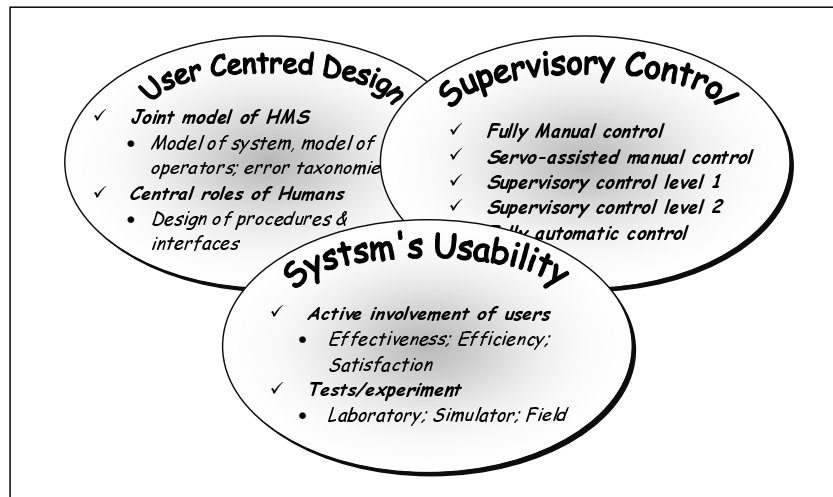 User Centred Design
✓ Joint model of HMS
• Model of system, model of
operators; error taxonomie
✓ Central roles of Humans
• Design of procedures &
interfaces
Supervisory Control
✓ Fully Manual control
✓ Servo-assisted manual control
✓ Supervisory control level 1
✓ Supervisory control level 2
Fully automatic control
Systsm's Usability
✓ Active involvement of users
• Effectiveness; Efficiency;
Satisfaction
✓ Tests/experiment
• Laboratory; Simulator; Field